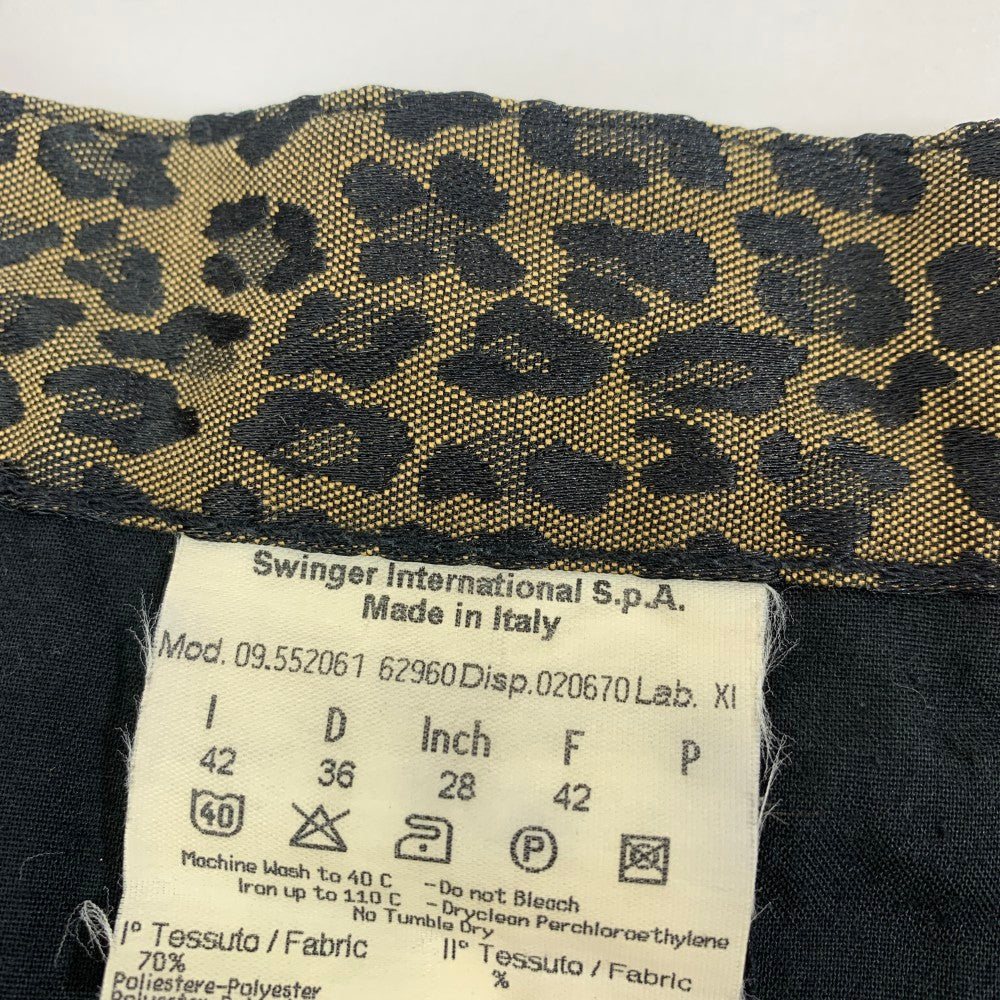 Swinger International S.p.A.
Made in Italy
Mod. 09.552061 62960 Disp.020670 Lab. XI
I D Inch F P
42 36 28 42
40 P
Machine Wash to 40 C -Do not Bleach
Iron up to 110 C -Dryclean Perchloroethylene
No Tumble Dry
I° Tessuto / Fabric II° Tessuto / Fabric
70% %
Poliestere-Polyester